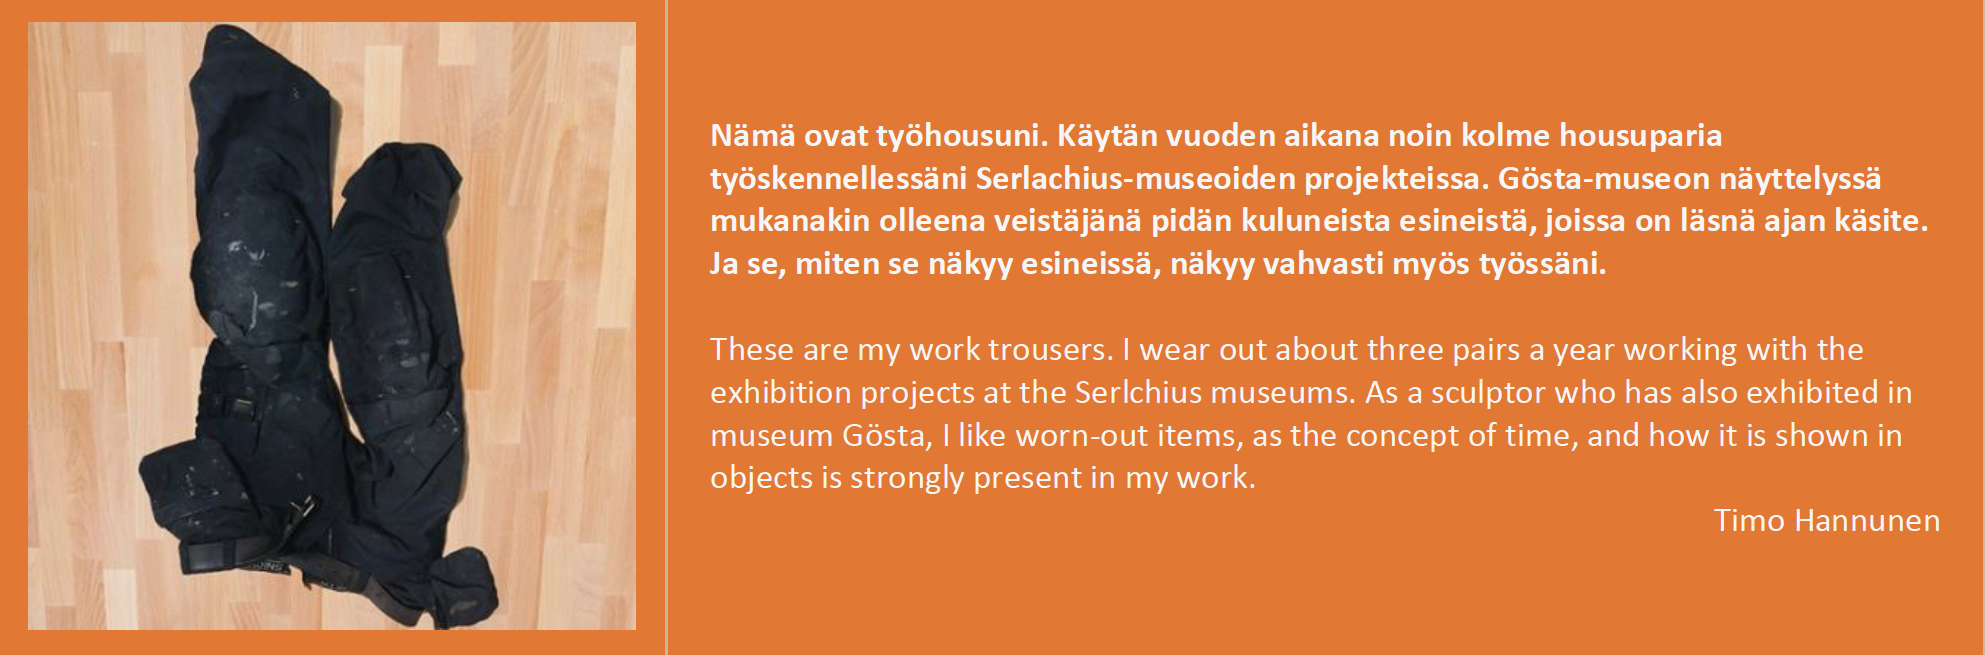 Nämä ovat työhousuni. Käytän vuoden aikana noin kolme housuparia
työskennellessäni Serlachius-museoiden projekteissa. Gösta-museon näyttelyssä
mukanakin olleena veistäjänä pidän kuluneista esineistä, joissa on läsnä ajan käsite.
Ja se, miten se näkyy esineissä, näkyy vahvasti myös työssäni.
These are my work trousers. I wear out about three pairs a year working with the
exhibition projects at the Serlchius museums. As a sculptor who has also exhibited in
museum Gösta, I like worn-out items, as the concept of time, and how it is shown in
objects is strongly present in my work.
Timo Hannunen